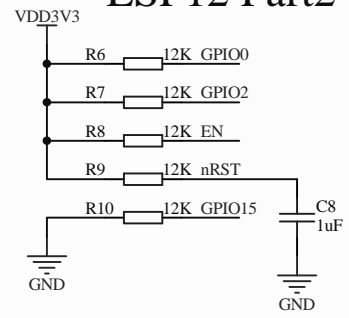 ESP12 Part2
VDD3V3
R6 12K GPIO0
R7 12K GPIO2
R8 12K EN
R9 12K nRST
R10 12K GPIO15
C8
1uF
GND
GND